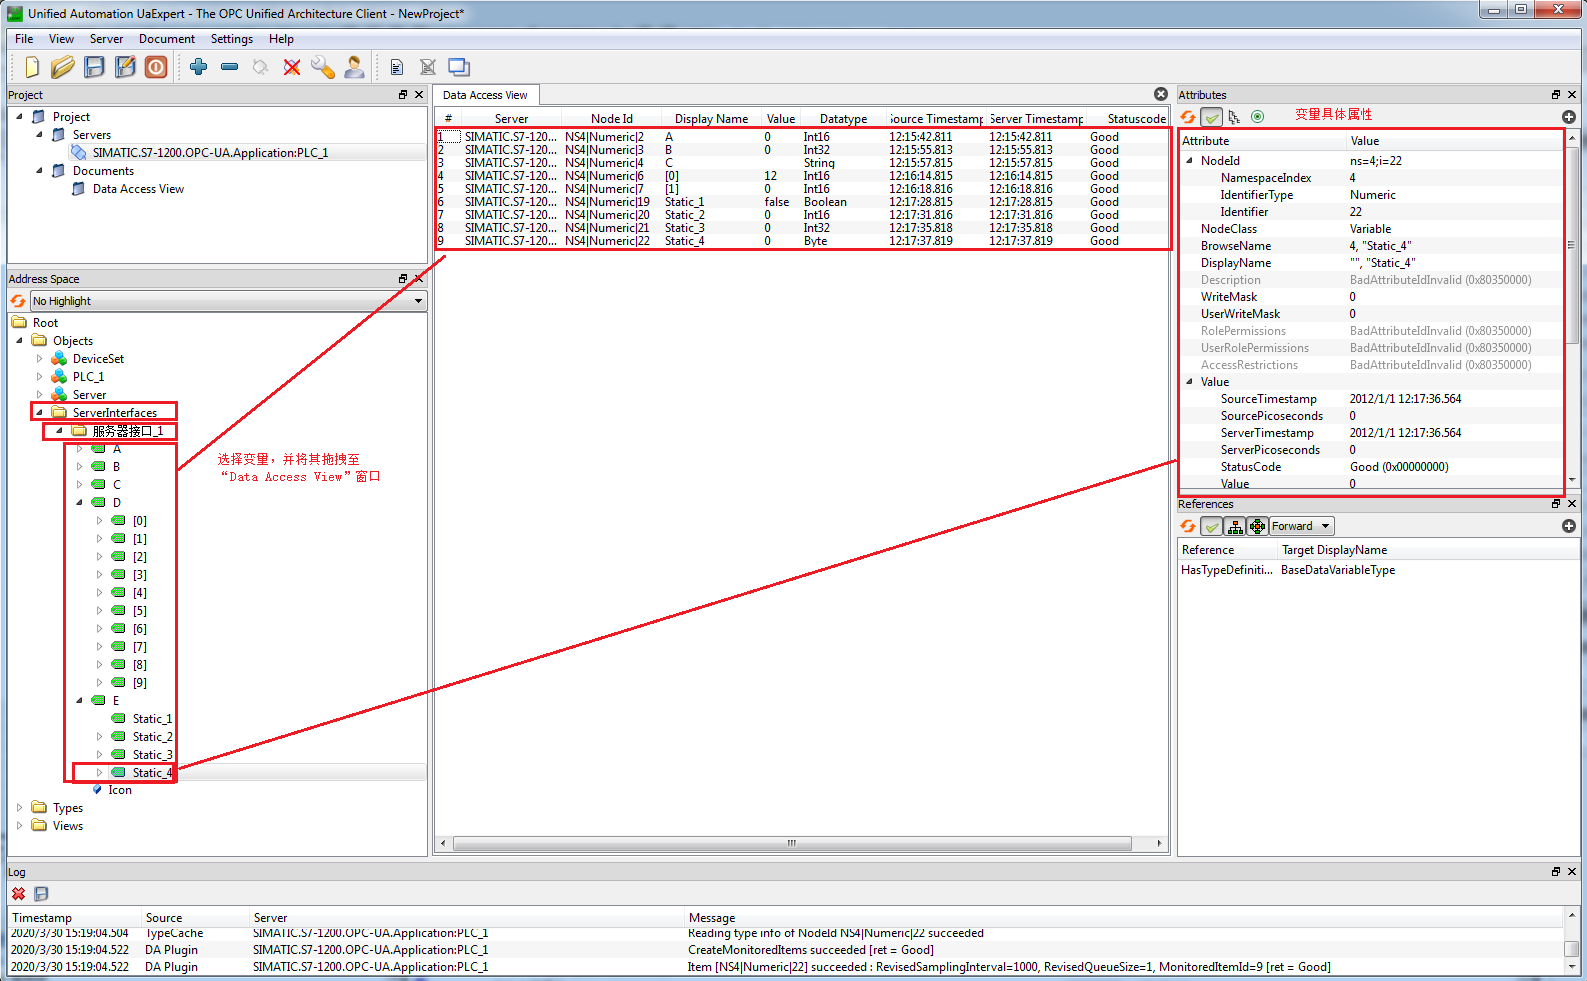 Unified Automation UaExpert - The OPC Unified Architecture Client - NewProject*
File View Server Document Settings Help
Project
Project
Servers
SIMATIC.S7-1200.OPC-UA.Application:PLC_1
Documents
Data Access View
Address Space
No Highlight
Root
Objects
DeviceSet
PLC_1
Server
ServerInterfaces
服务器接口_1
A
B
C
D
[0]
[1]
[2]
[3]
[4]
[5]
[6]
[7]
[8]
[9]
E
Static_1
Static_2
Static_3
Static_4
Icon
Types
Views
选择变量，并将其拖拽至
“Data Access View”窗口
Data Access View
# Server Node Id Display Name Value Datatype Source Timestamp Server Timestamp Statuscode
1 SIMATIC.S7-120... NS4|Numeric|2 A 0 Int16 12:15:42.811 12:15:42.811 Good
2 SIMATIC.S7-120... NS4|Numeric|3 B 0 Int32 12:15:55.813 12:15:55.813 Good
3 SIMATIC.S7-120... NS4|Numeric|4 C String 12:15:57.815 12:15:57.815 Good
4 SIMATIC.S7-120... NS4|Numeric|6 [0] 12 Int16 12:16:14.815 12:16:14.815 Good
5 SIMATIC.S7-120... NS4|Numeric|7 [1] 0 Int16 12:16:18.816 12:16:18.816 Good
6 SIMATIC.S7-120... NS4|Numeric|19 Static_1 false Boolean 12:17:28.815 12:17:28.815 Good
7 SIMATIC.S7-120... NS4|Numeric|20 Static_2 0 Int16 12:17:31.816 12:17:31.816 Good
8 SIMATIC.S7-120... NS4|Numeric|21 Static_3 0 Int32 12:17:35.818 12:17:35.818 Good
9 SIMATIC.S7-120... NS4|Numeric|22 Static_4 0 Byte 12:17:37.819 12:17:37.819 Good
Attributes
变量具体属性
Attribute Value
NodeId ns=4;i=22
NamespaceIndex 4
IdentifierType Numeric
Identifier 22
NodeClass Variable
BrowseName 4, "Static_4"
DisplayName "", "Static_4"
Description BadAttributeIdInvalid (0x80350000)
WriteMask 0
UserWriteMask 0
RolePermissions BadAttributeIdInvalid (0x80350000)
UserRolePermissions BadAttributeIdInvalid (0x80350000)
AccessRestrictions BadAttributeIdInvalid (0x80350000)
Value
SourceTimestamp 2012/1/1 12:17:36.564
SourcePicoseconds 0
ServerTimestamp 2012/1/1 12:17:36.564
ServerPicoseconds 0
StatusCode Good (0x00000000)
Value 0
References
Forward
Reference Target DisplayName
HasTypeDefiniti... BaseDataVariableType
Log
Timestamp Source Server Message
2020/3/30 15:19:04.504 TypeCache SIMATIC.S7-1200.OPC-UA.Application:PLC_1 Reading type info of NodeId NS4|Numeric|22 succeeded
2020/3/30 15:19:04.522 DA Plugin SIMATIC.S7-1200.OPC-UA.Application:PLC_1 CreateMonitoredItems succeeded [ret = Good]
2020/3/30 15:19:04.522 DA Plugin SIMATIC.S7-1200.OPC-UA.Application:PLC_1 Item [NS4|Numeric|22] succeeded : RevisedSamplingInterval=1000, RevisedQueueSize=1, MonitoredItemId=9 [ret = Good]